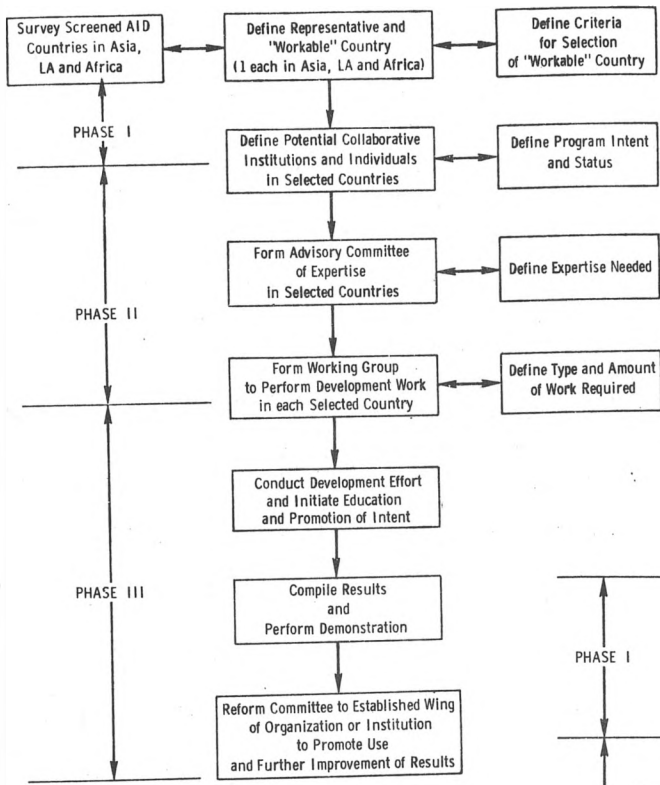 Survey Screened AID
Countries in Asia,
LA and Africa
Define Representative and
"Workable" Country
(1 each in Asia, LA and Africa)
Define Criteria
for Selection
of "Workable" Country
PHASE I
Define Potential Collaborative
Institutions and Individuals
in Selected Countries
Define Program Intent
and Status
Form Advisory Committee
of Expertise
in Selected Countries
Define Expertise Needed
PHASE II
Form Working Group
to Perform Development Work
in each Selected Country
Define Type and Amount
of Work Required
Conduct Development Effort
and Initiate Education
and Promotion of Intent
PHASE III
Compile Results
and
Perform Demonstration
PHASE I
Reform Committee to Established Wing
of Organization or Institution
to Promote Use
and Further Improvement of Results